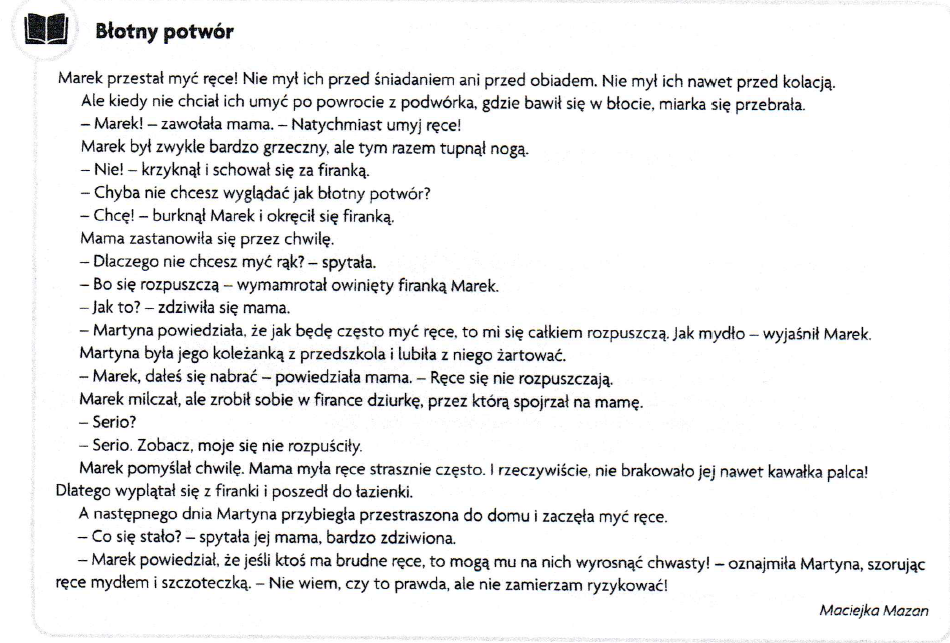 Błotny potwór
Marek przestał myć ręce! Nie mył ich przed śniadaniem ani przed obiadem. Nie mył ich nawet przed kolacją.
Ale kiedy nie chciał ich umyć po powrocie z podwórka, gdzie bawił się w błocie, miarka się przebrała.
– Marek! – zawołała mama. – Natychmiast umyj ręce!
Marek był zwykle bardzo grzeczny, ale tym razem tupnął nogą.
– Nie! – krzyknął i schował się za firanką.
– Chyba nie chcesz wyglądać jak błotny potwór?
– Chcę! – burknął Marek i okręcił się firanką.
Mama zastanowiła się przez chwilę.
– Dlaczego nie chcesz myć rąk? – spytała.
– Bo się rozpuszczą – wymamrotał owinięty firanką Marek.
– Jak to? – zdziwiła się mama.
– Martyna powiedziała, że jak będę często myć ręce, to mi się całkiem rozpuszczą. Jak mydło – wyjaśnił Marek.
Martyna była jego koleżanką z przedszkola i lubiła z niego żartować.
– Marek, dałeś się nabrać – powiedziała mama. – Ręce się nie rozpuszczają.
Marek milczał, ale zrobił sobie w firance dziurkę, przez którą spojrzał na mamę.
– Serio?
– Serio. Zobacz, moje się nie rozpuściły.
Marek pomyślał chwilę. Mama myła ręce strasznie często. I rzeczywiście, nie brakowało jej nawet kawałka palca!
Dlatego wyplątał się z firanki i poszedł do łazienki.
A następnego dnia Martyna przybiegła przestraszona do domu i zaczęła myć ręce.
– Co się stało? – spytała jej mama, bardzo zdziwiona.
– Marek powiedział, że jeśli ktoś ma brudne ręce, to mogą mu na nich wyrosnąć chwasty! – oznajmiła Martyna, szorując
ręce mydłem i szczoteczką. – Nie wiem, czy to prawda, ale nie zamierzam ryzykować!
Maciejka Mazan